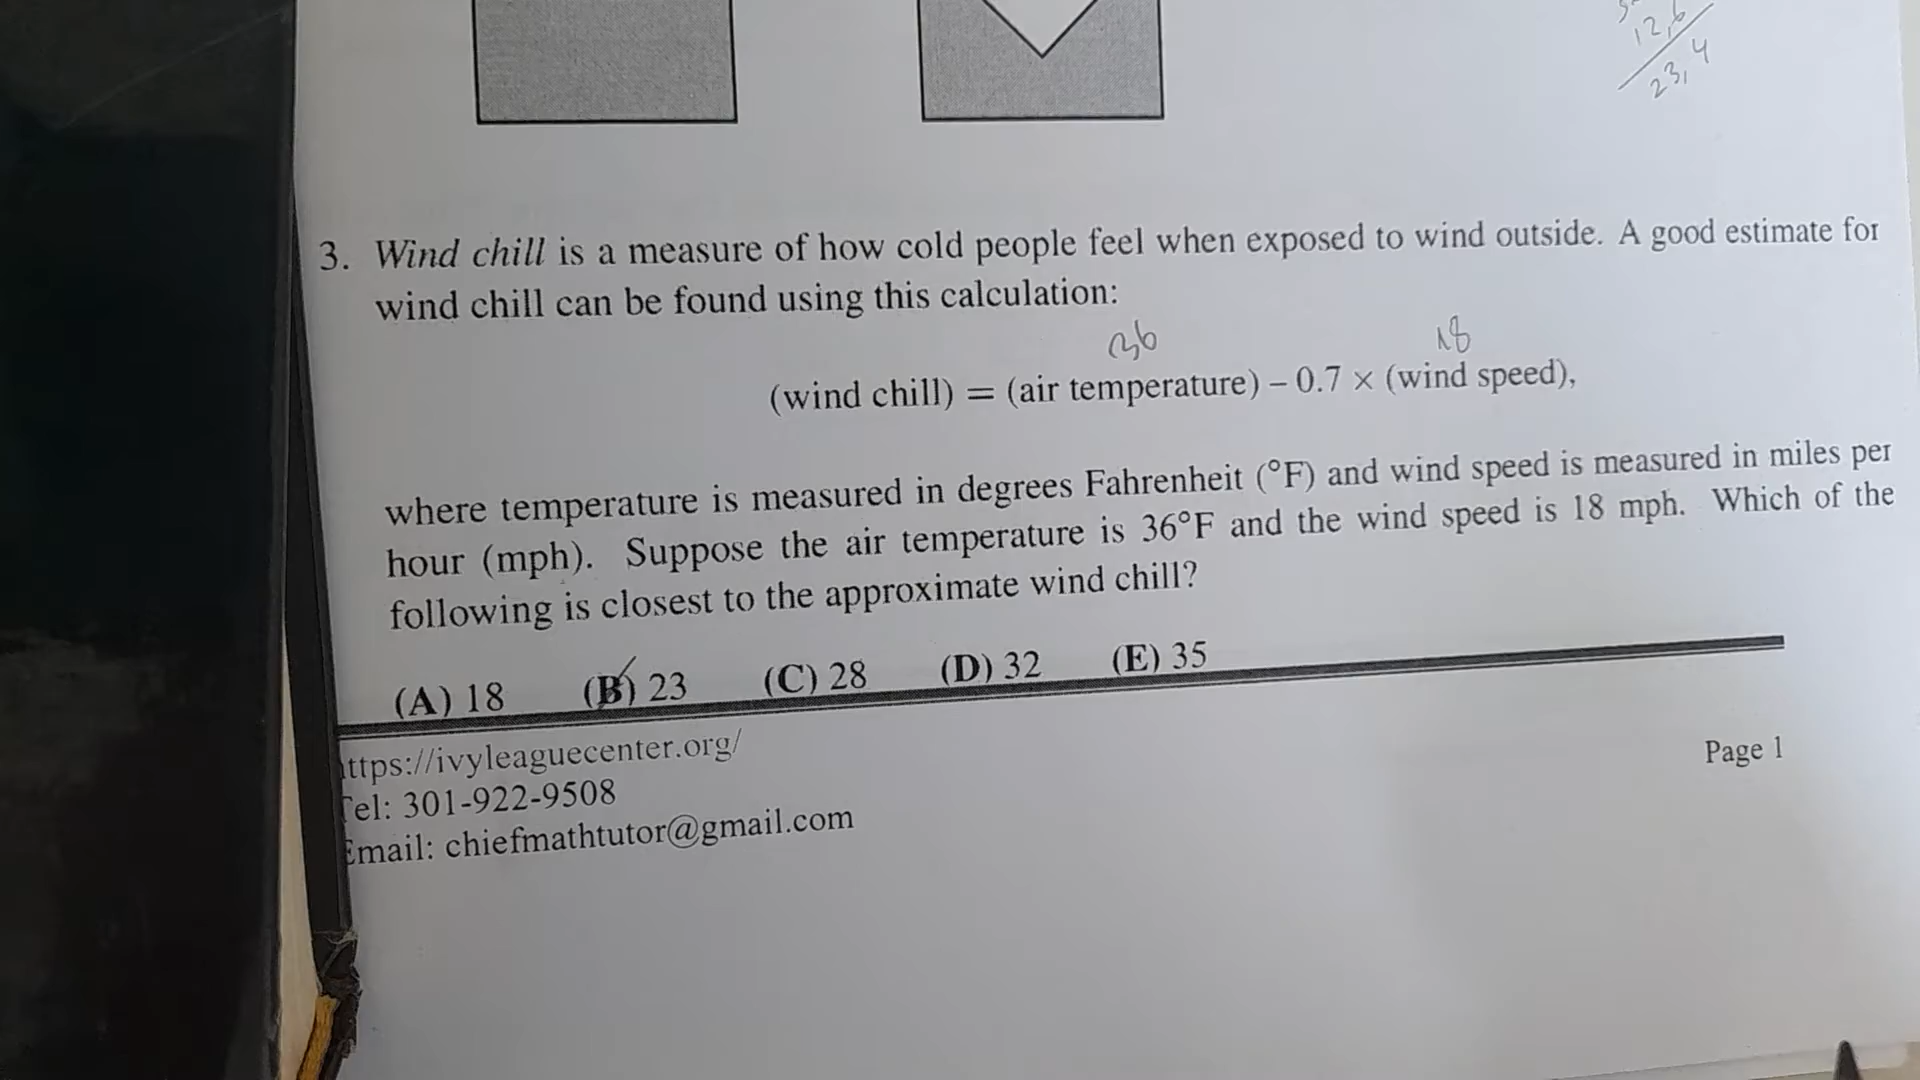 12,6
23,4
3. Wind chill is a measure of how cold people feel when exposed to wind outside. A good estimate for
wind chill can be found using this calculation:
36 18
(wind chill) = (air temperature) – 0.7 × (wind speed),
where temperature is measured in degrees Fahrenheit (°F) and wind speed is measured in miles per
hour (mph). Suppose the air temperature is 36°F and the wind speed is 18 mph. Which of the
following is closest to the approximate wind chill?
(A) 18 (B) 23 (C) 28 (D) 32 (E) 35
ttps://ivyleaguecenter.org/
Tel: 301-922-9508
Email: chiefmathtutor@gmail.com
Page 1